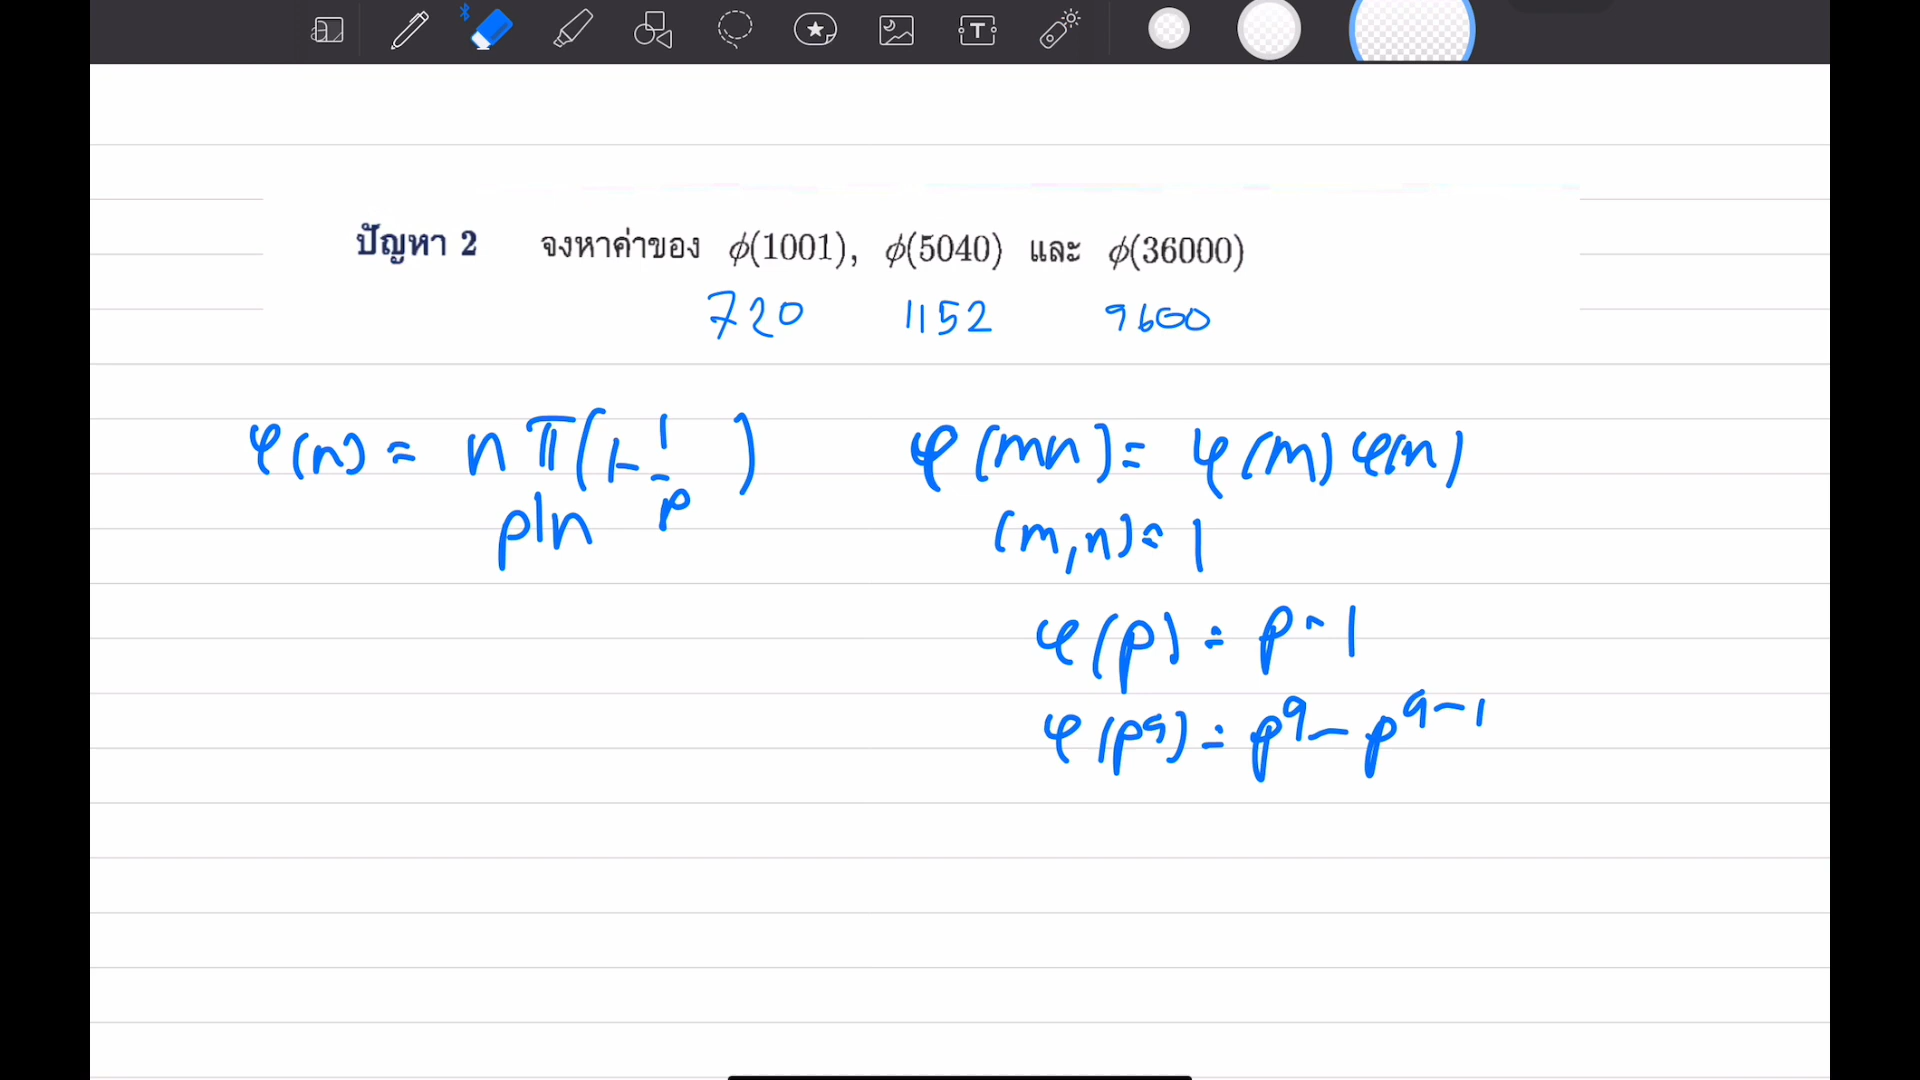 ปัญหา 2 จงหาค่าของ ϕ(1001), ϕ(5040) และ ϕ(36000)
720 1152 9600
φ(n) = n π(1-1/p) φ(mn) = φ(m) φ(n)
p|n (m,n) = 1
φ(p) = p-1
φ(p^a) = p^a - p^a-1